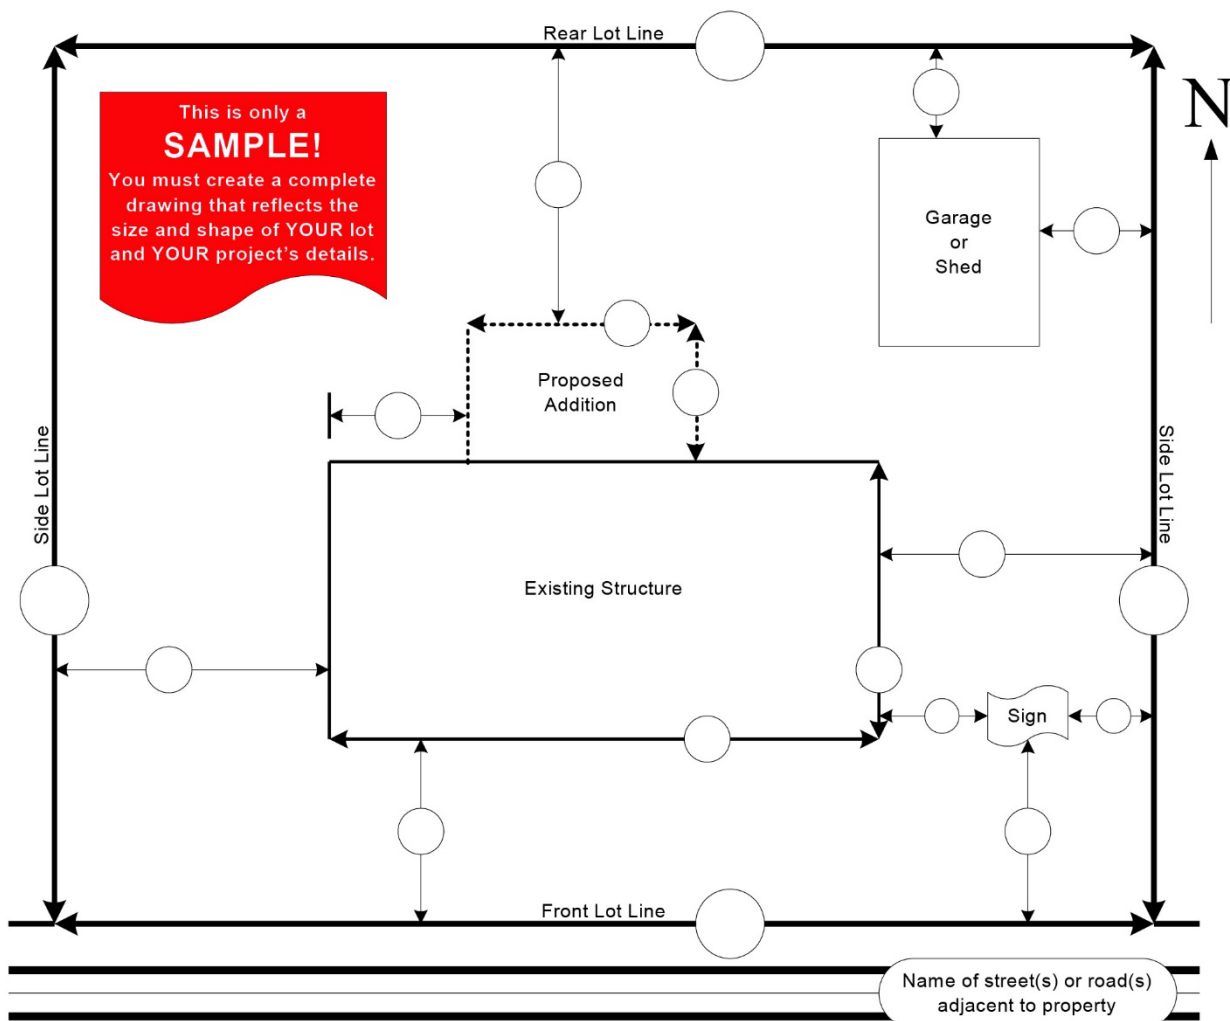 Rear Lot Line
N
This is only a
SAMPLE!
You must create a complete
drawing that reflects the
size and shape of YOUR lot
and YOUR project's details.
Garage
or
Shed
Proposed
Addition
Side Lot Line
Side Lot Line
Existing Structure
Sign
Front Lot Line
Name of street(s) or road(s)
adjacent to property